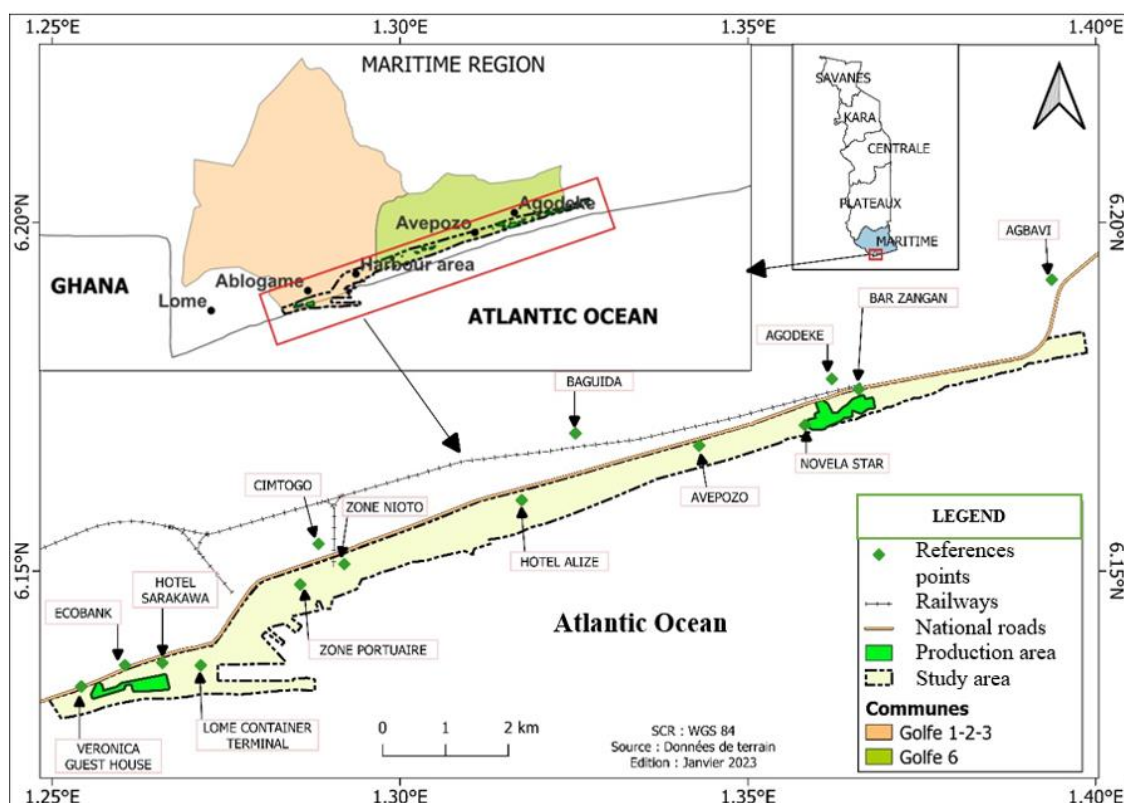 1.25°E
1.30°E
1.35°E
1.40°E
MARITIME REGION
SAVANES
KARA
CENTRALE
PLATEAUX
MARITIME
6.20°N
6.20°N
Agodeke
Avepozo
Harbour area
Ablogame
GHANA
Lome
ATLANTIC OCEAN
AGBAVI
BAR ZANGAN
AGODEKE
BAGUIDA
NOVELA STAR
AVEPOZO
CIMTOGO
ZONE NIOTO
HOTEL ALIZE
6.15°N
6.15°N
HOTEL
SARAKAWA
ECOBANK
ZONE PORTUAIRE
Atlantic Ocean
LOME CONTAINER
TERMINAL
VERONICA
GUEST HOUSE
0 1 2 km
SCR : WGS 84
Source : Données de terrain
Edition : Janvier 2023
LEGEND
References
points
Railways
National roads
Production area
Study area
Communes
Golfe 1-2-3
Golfe 6
1.25°E
1.30°E
1.35°E
1.40°E